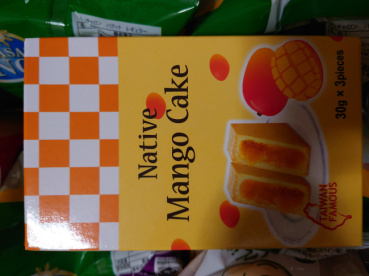 Native
Mango Cake
30g × 3pieces
TAIWAN
FAMOUS